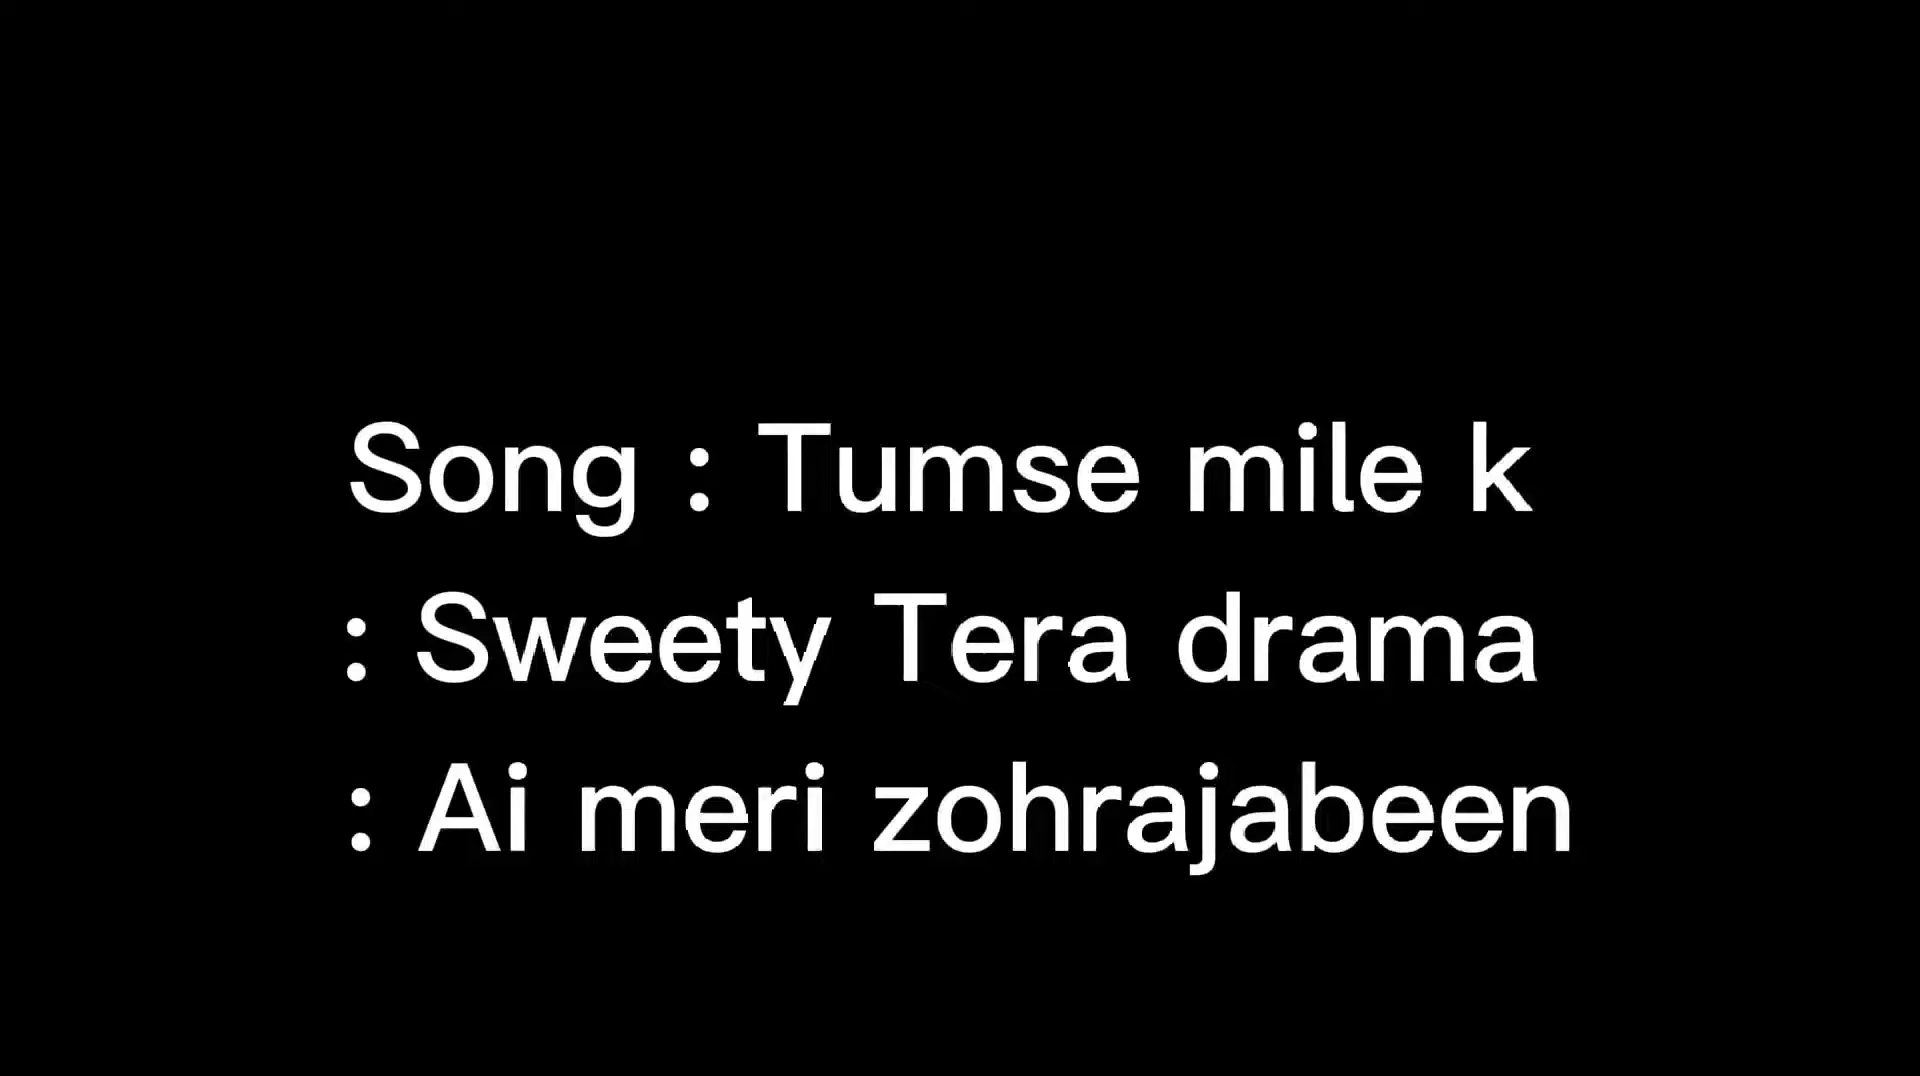 Song : Tumse mile k
: Sweety Tera drama
: Ai meri zohrajabeen